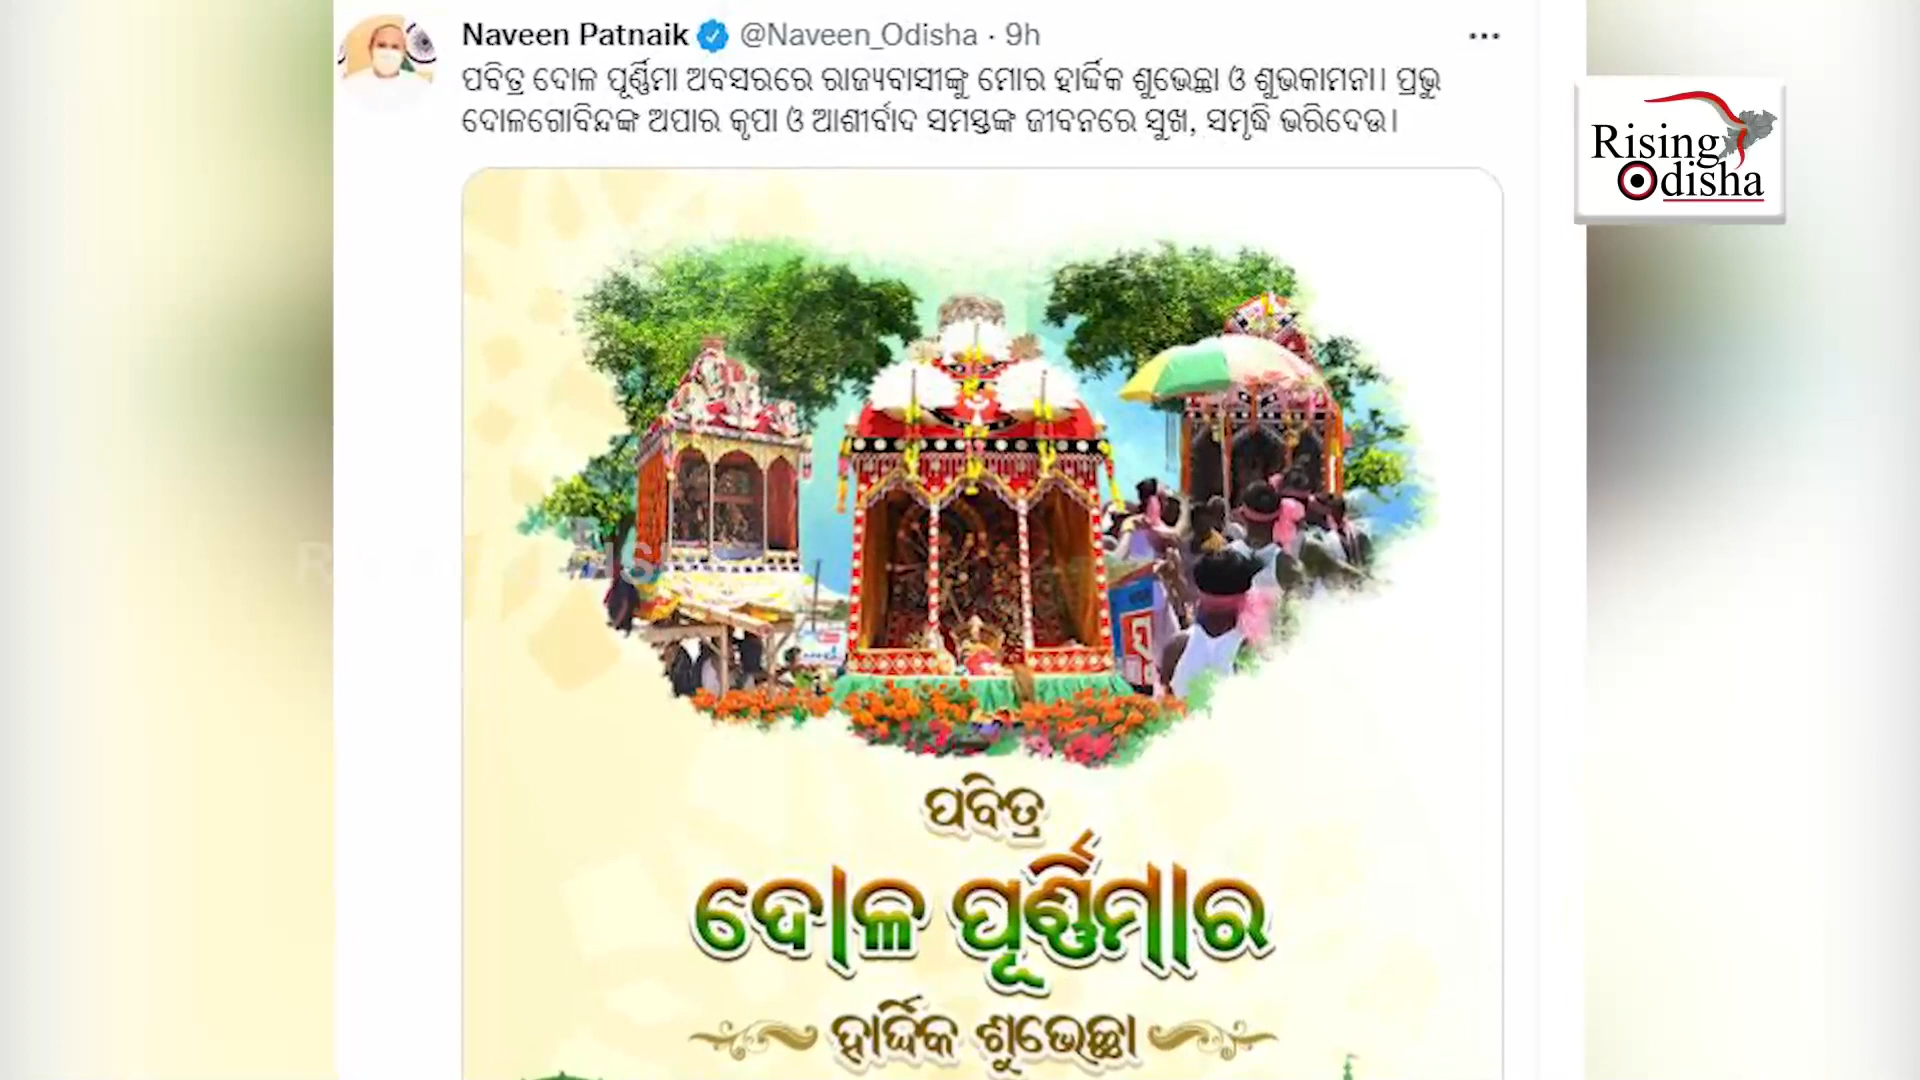 Naveen Patnaik @Naveen_Odisha · 9h
ପବିତ୍ର ଦୋଳ ପୂର୍ଣ୍ଣିମା ଅବସରରେ ରାଜ୍ୟବାସୀଙ୍କୁ ମୋର ହାର୍ଦ୍ଦିକ ଶୁଭେଚ୍ଛା ଓ ଶୁଭକାମନା। ପ୍ରଭୁ
ଦୋଳଗୋବିନ୍ଦଙ୍କ ଅପାର କୃପା ଓ ଆଶୀର୍ବାଦ ସମସ୍ତଙ୍କ ଜୀବନରେ ସୁଖ, ସମୃଦ୍ଧି ଭରିଦେଉ।
Rising
Odisha
ପବିତ୍ର
ଦୋଳ ପୂର୍ଣ୍ଣିମାର
ହାର୍ଦ୍ଦିକ ଶୁଭେଚ୍ଛା